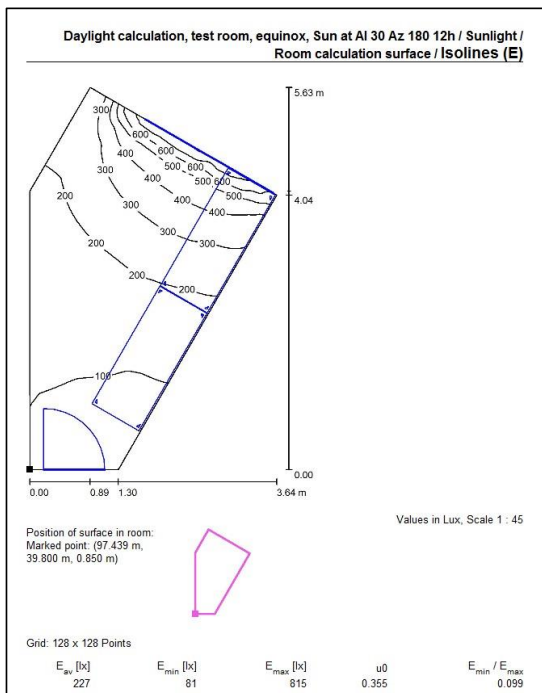 Daylight calculation, test room, equinox, Sun at Al 30 Az 180 12h / Sunlight /
Room calculation surface / Isolines (E)
5.63 m
300
600
300
600
400
500
600
300
400
500
600
500
200
400
400
4.04
200
300
300
200
200
200
100
0.00
0.00
0.89
1.30
3.64 m
Values in Lux, Scale 1 : 45
Position of surface in room:
Marked point: (97.439 m,
39.800 m, 0.850 m)
Grid: 128 x 128 Points
Eav [lx] Emin [lx] Emax [lx] u0 Emin / Emax
227 81 815 0.355 0.099